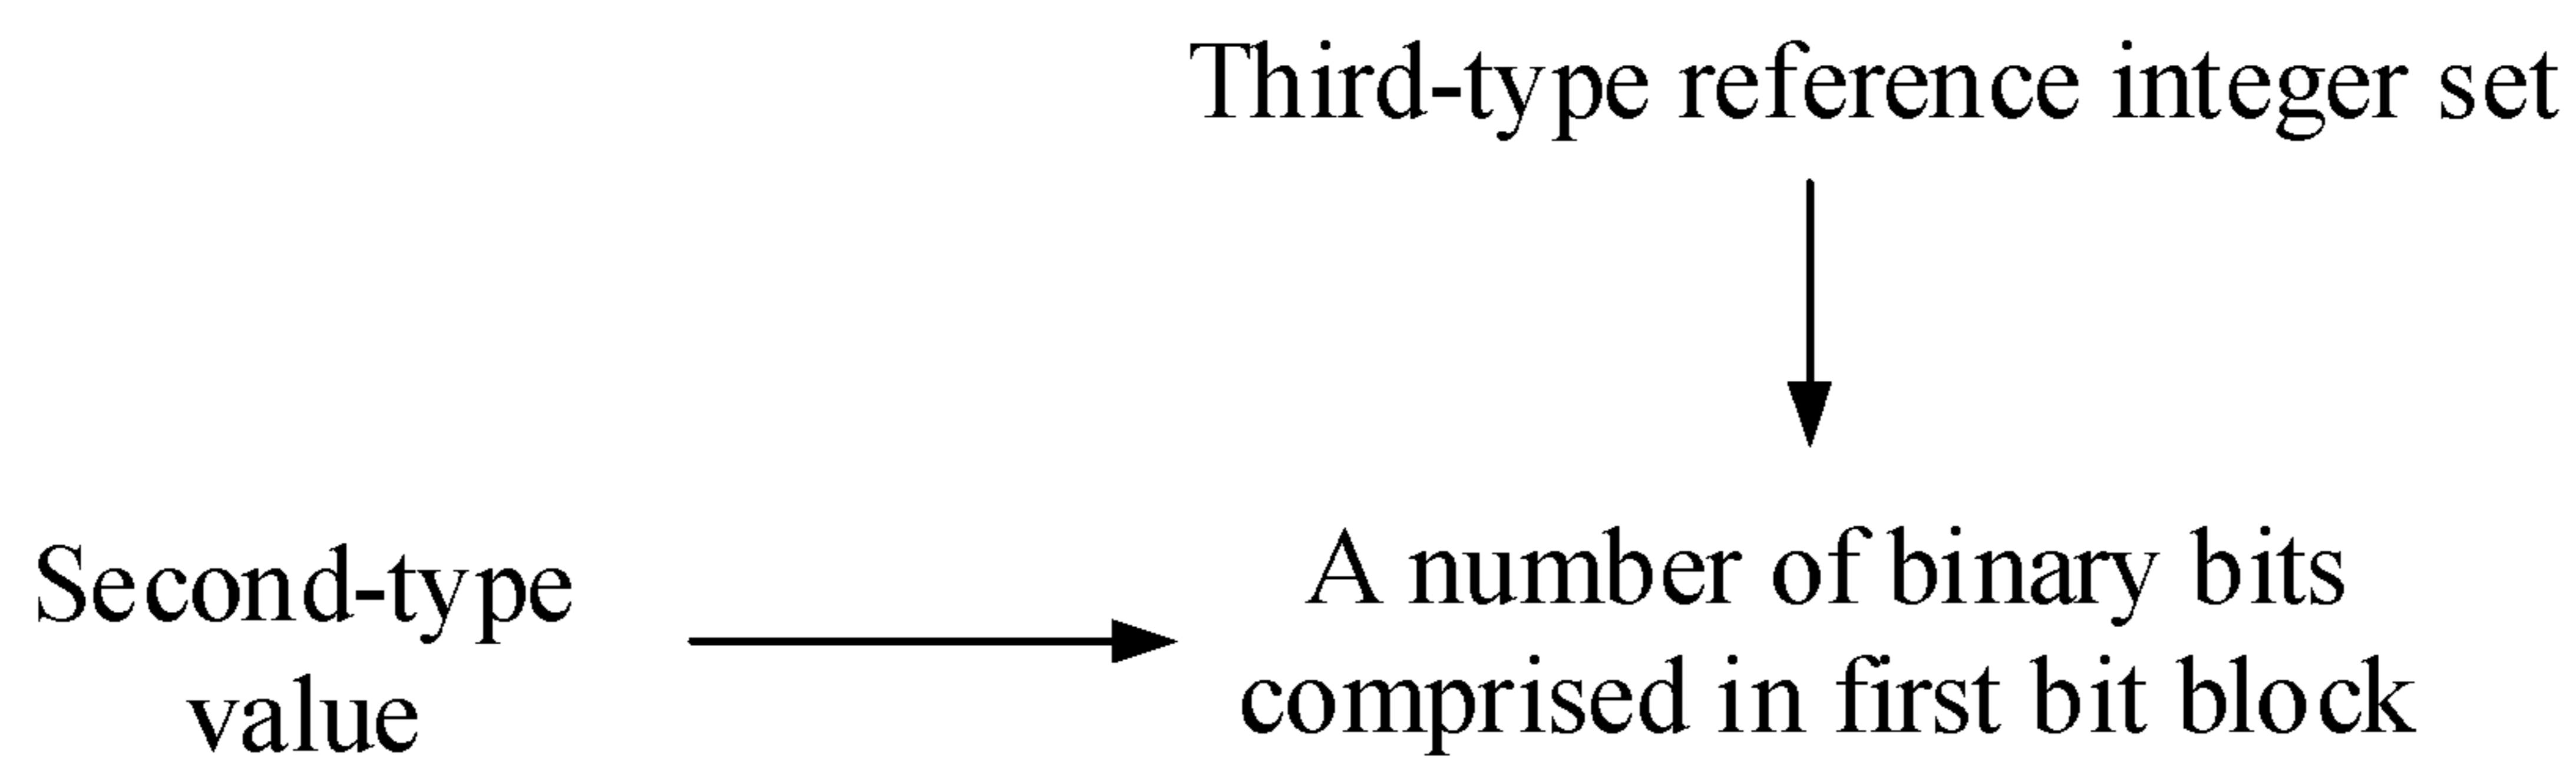 Third-type reference integer set
Second-type
value
A number of binary bits
comprised in first bit block